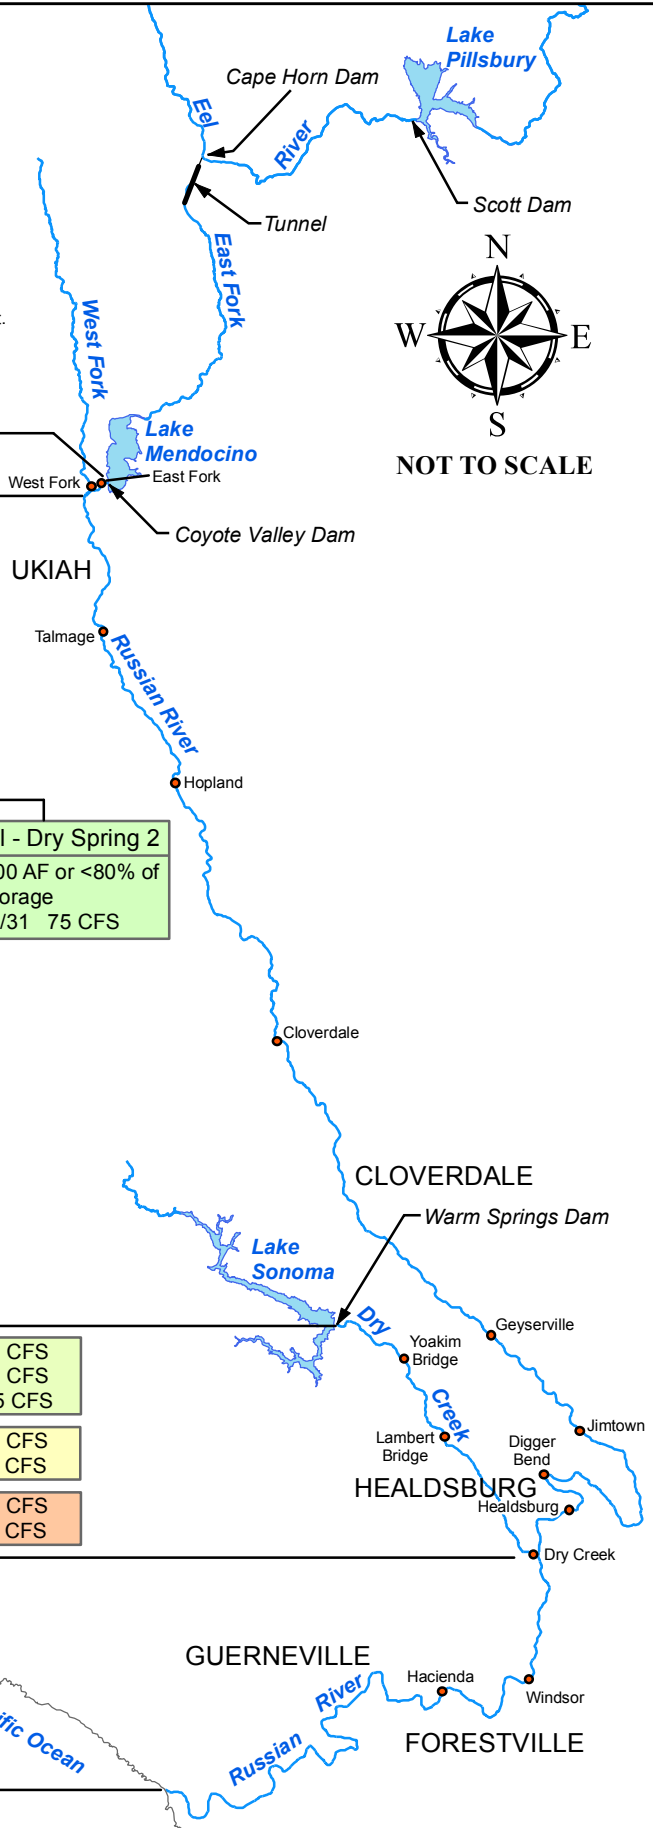 Lake
Pillsbury
Cape Horn Dam
Eel
River
Scott Dam
Tunnel
N
East Fork
W
E
West Fork
S
Lake
Mendocino
NOT TO SCALE
West Fork
East Fork
Coyote Valley Dam
UKIAH
Talmage
Russian River
Hopland
l - Dry Spring 2
00 AF or <80% of
orage
/31 75 CFS
Cloverdale
CLOVERDALE
Warm Springs Dam
Lake
Sonoma
Dry
Geyserville
Yoakim
Bridge
CFS
CFS
5 CFS
Creek
Jimtown
Lambert
Bridge
Digger
Bend
CFS
CFS
HEALDSBURG
Healdsburg
CFS
CFS
Dry Creek
GUERNEVILLE
Hacienda
River
Windsor
ific Ocean
Russian
FORESTVILLE